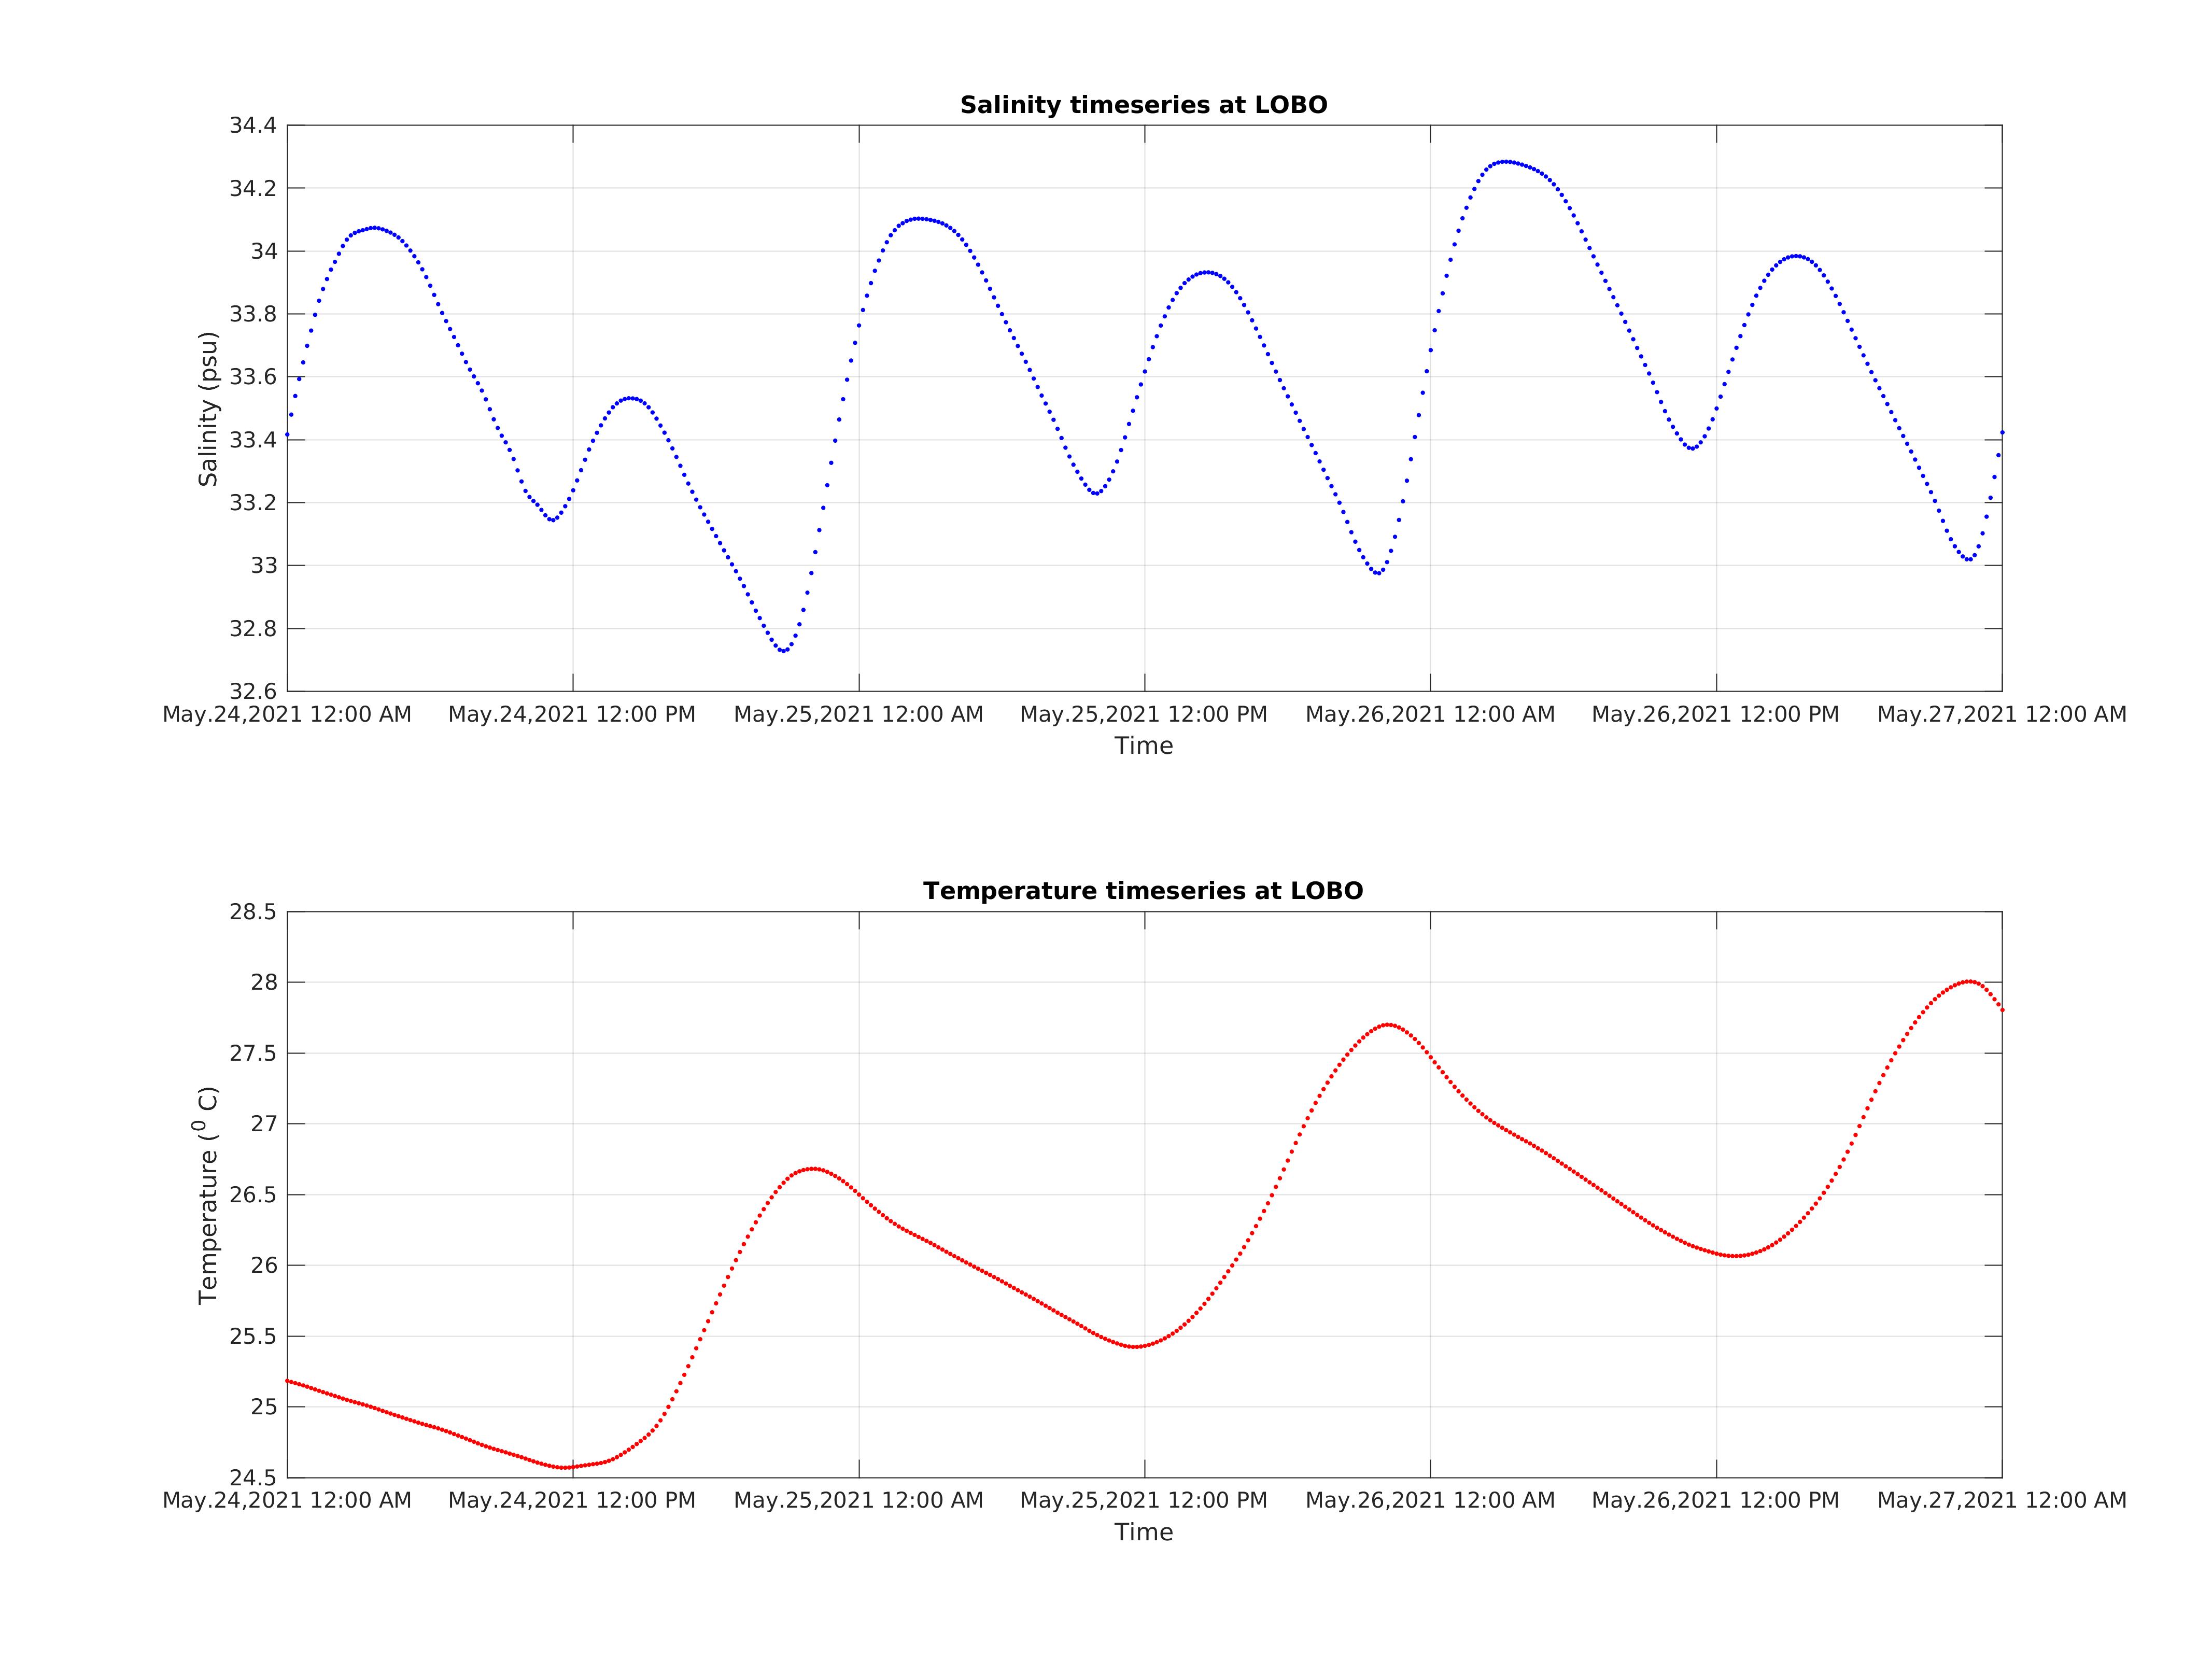 Salinity timeseries at LOBO
34.4
34.2
34
33.8
33.6
33.4
33.2
33
32.8
32.6
Salinity (psu)
May.24,2021 12:00 AM May.24,2021 12:00 PM May.25,2021 12:00 AM May.25,2021 12:00 PM May.26,2021 12:00 AM May.26,2021 12:00 PM May.27,2021 12:00 AM
Time
Temperature timeseries at LOBO
28.5
28
27.5
27
26.5
26
25.5
25
24.5
Temperature (⁰ C)
May.24,2021 12:00 AM May.24,2021 12:00 PM May.25,2021 12:00 AM May.25,2021 12:00 PM May.26,2021 12:00 AM May.26,2021 12:00 PM May.27,2021 12:00 AM
Time